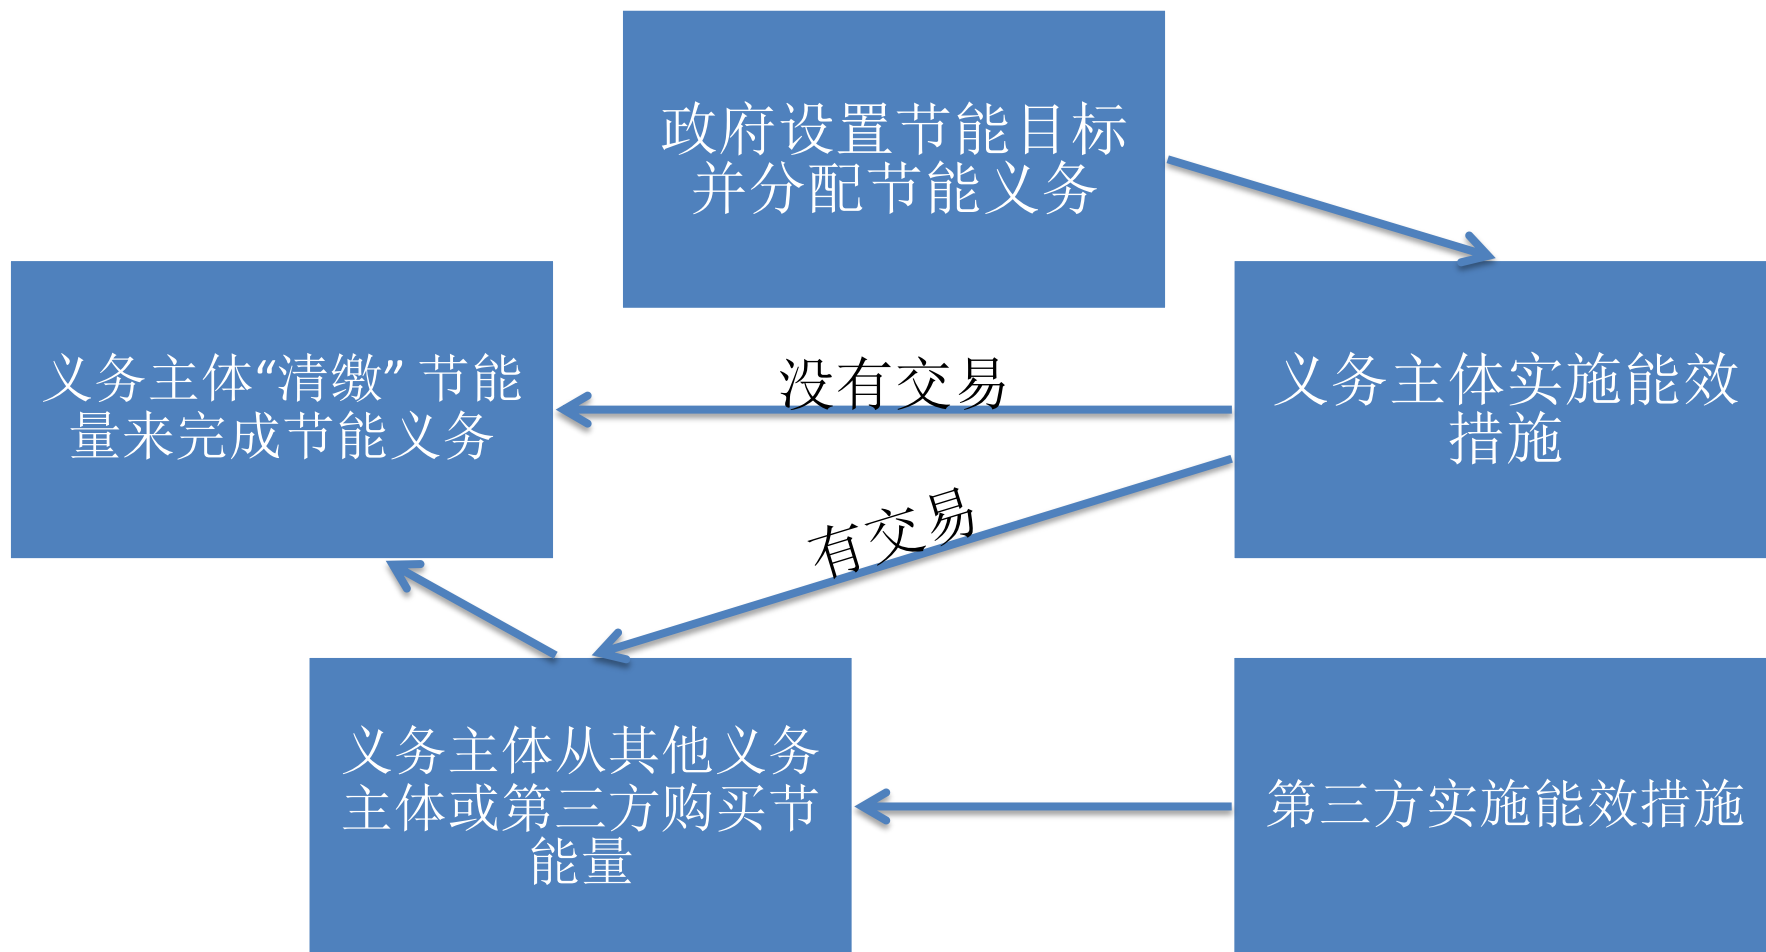 政府设置节能目标
并分配节能义务
义务主体“清缴” 节能
量来完成节能义务
没有交易
义务主体实施能效
措施
有交易
义务主体从其他义务
主体或第三方购买节
能量
第三方实施能效措施